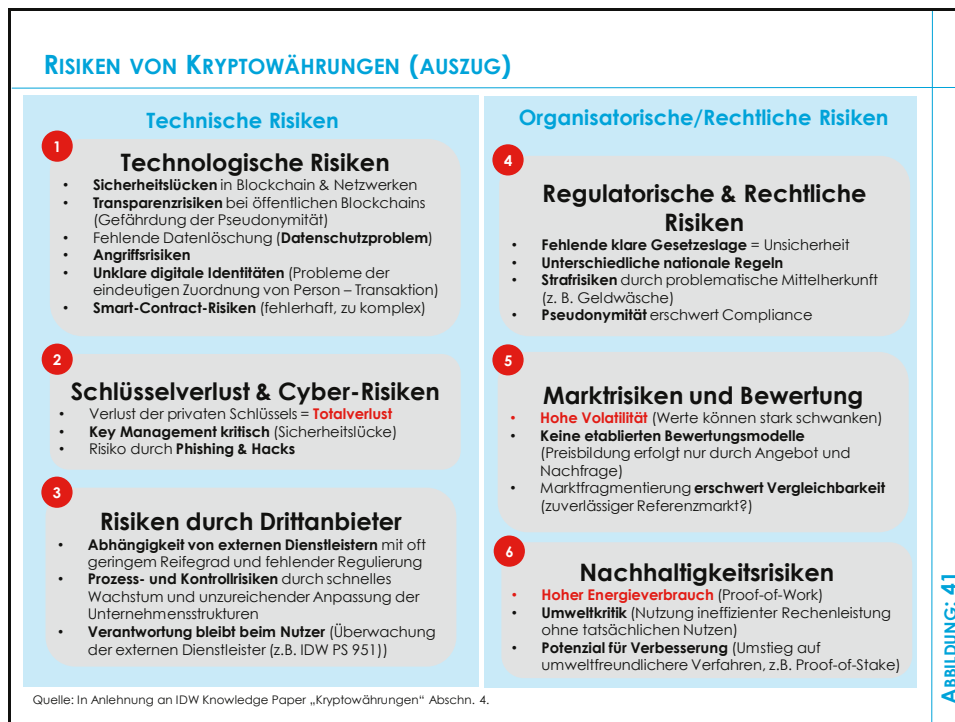 RISIKEN VON KRYPTOWÄHRUNGEN (AUSZUG)
Technische Risiken
1
Technologische Risiken
• Sicherheitslücken in Blockchain & Netzwerken
• Transparenzrisiken bei öffentlichen Blockchains
(Gefährdung der Pseudonymität)
• Fehlende Datenlöschung (Datenschutzproblem)
• Angriffsrisiken
• Unklare digitale Identitäten (Probleme der
eindeutigen Zuordnung von Person – Transaktion)
• Smart-Contract-Risiken (fehlerhaft, zu komplex)
2
Schlüsselverlust & Cyber-Risiken
• Verlust der privaten Schlüssels = Totalverlust
• Key Management kritisch (Sicherheitslücke)
• Risiko durch Phishing & Hacks
3
Risiken durch Drittanbieter
• Abhängigkeit von externen Dienstleistern mit oft
geringem Reifegrad und fehlender Regulierung
• Prozess- und Kontrollrisiken durch schnelles
Wachstum und unzureichender Anpassung der
Unternehmensstrukturen
• Verantwortung bleibt beim Nutzer (Überwachung
der externen Dienstleister (z.B. IDW PS 951))
Organisatorische/Rechtliche Risiken
4
Regulatorische & Rechtliche
Risiken
• Fehlende klare Gesetzeslage = Unsicherheit
• Unterschiedliche nationale Regeln
• Strafrisiken durch problematische Mittelherkunft
(z. B. Geldwäsche)
• Pseudonymität erschwert Compliance
5
Marktrisiken und Bewertung
• Hohe Volatilität (Werte können stark schwanken)
• Keine etablierten Bewertungsmodelle
(Preisbildung erfolgt nur durch Angebot und
Nachfrage)
• Marktfragmentierung erschwert Vergleichbarkeit
(zuverlässiger Referenzmarkt?)
6
Nachhaltigkeitsrisiken
• Hoher Energieverbrauch (Proof-of-Work)
• Umweltkritik (Nutzung ineffizienter Rechenleistung
ohne tatsächlichen Nutzen)
• Potenzial für Verbesserung (Umstieg auf
umweltfreundlichere Verfahren, z.B. Proof-of-Stake)
Quelle: In Anlehnung an IDW Knowledge Paper „Kryptowährungen“ Abschn. 4.
ABBILDUNG: 41